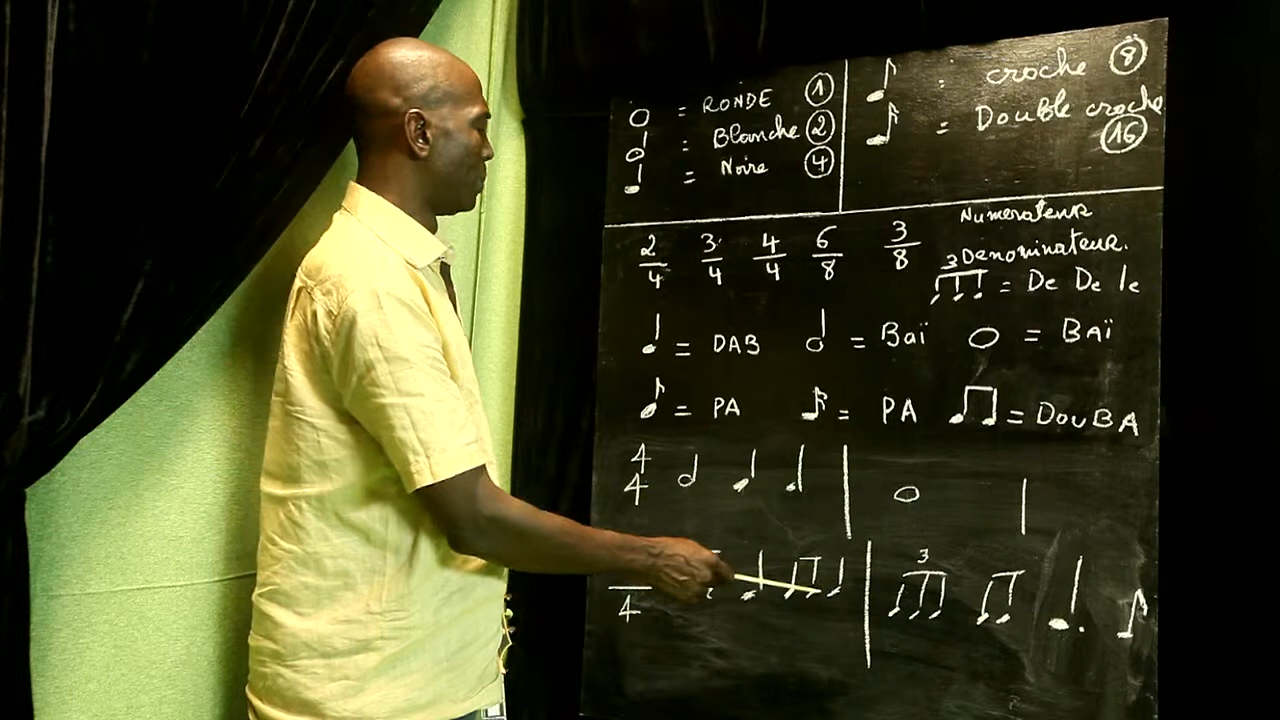 = RONDE 1
: Blanche 2
= Noire 4
: croche 8
= Double croche
16
2/4 3/4 4/4 6/8 3/8
Numerateur
Denominateur.
3 = De De le
= DAB = Baï = BAÏ
= PA = PA = DouBA
4/4
3
4